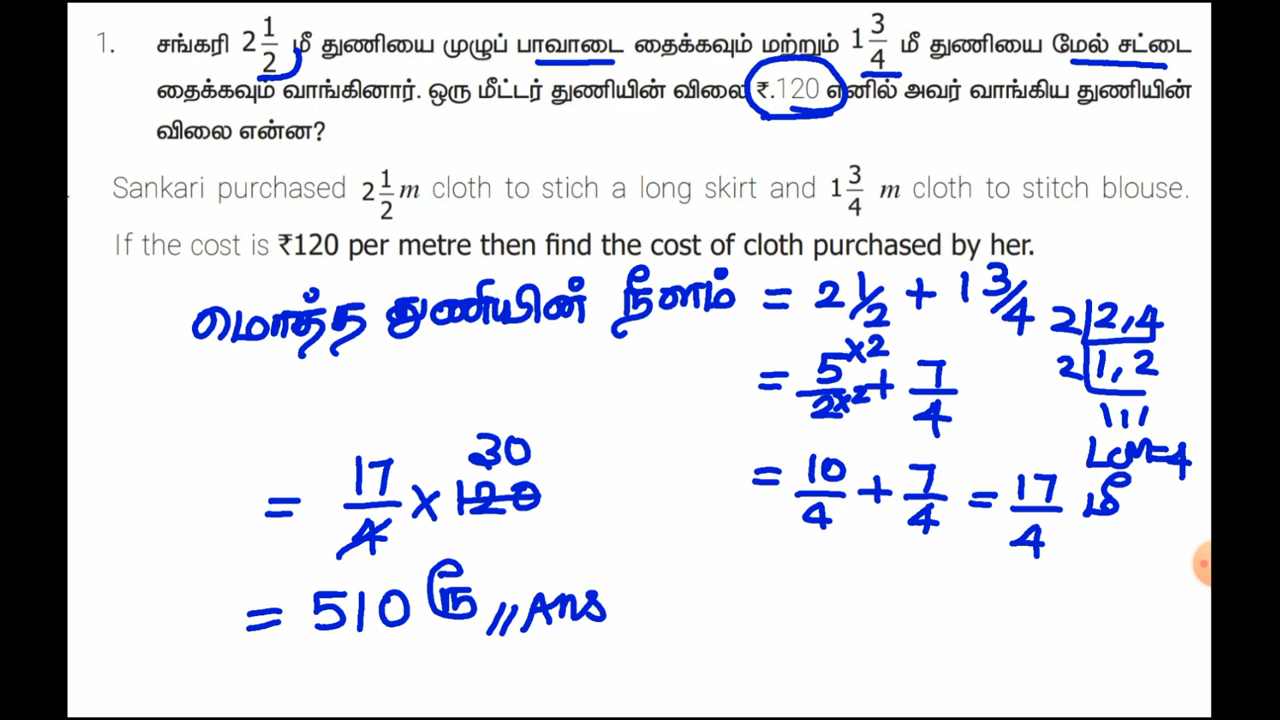 1. சங்கரி 2 1/2 மீ துணியை முழுப் பாவாடை தைக்கவும் மற்றும் 1 3/4 மீ துணியை மேல் சட்டை
தைக்கவும் வாங்கினார். ஒரு மீட்டர் துணியின் விலை ₹.120 எனில் அவர் வாங்கிய துணியின்
விலை என்ன?
Sankari purchased 2 1/2 m cloth to stich a long skirt and 1 3/4 m cloth to stitch blouse.
If the cost is ₹120 per metre then find the cost of cloth purchased by her.
மொத்த துணியின் நீளம் = 2 1/2 + 1 3/4
2 | 2, 4
= 5/2 ×2 ×2 + 7/4
2 | 1, 2
1, 1
LCM=4
= 10/4 + 7/4 = 17/4 மீ
30
= 17/4 × 120
= 510 ரூ // Ans